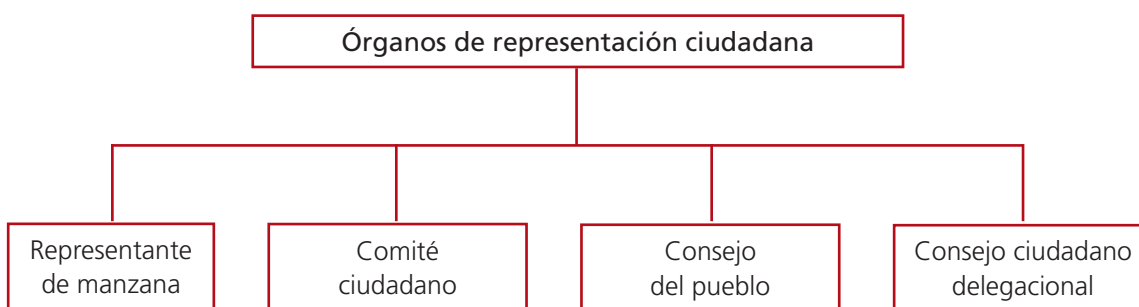 Órganos de representación ciudadana
Representante
de manzana
Comité
ciudadano
Consejo
del pueblo
Consejo ciudadano
delegacional